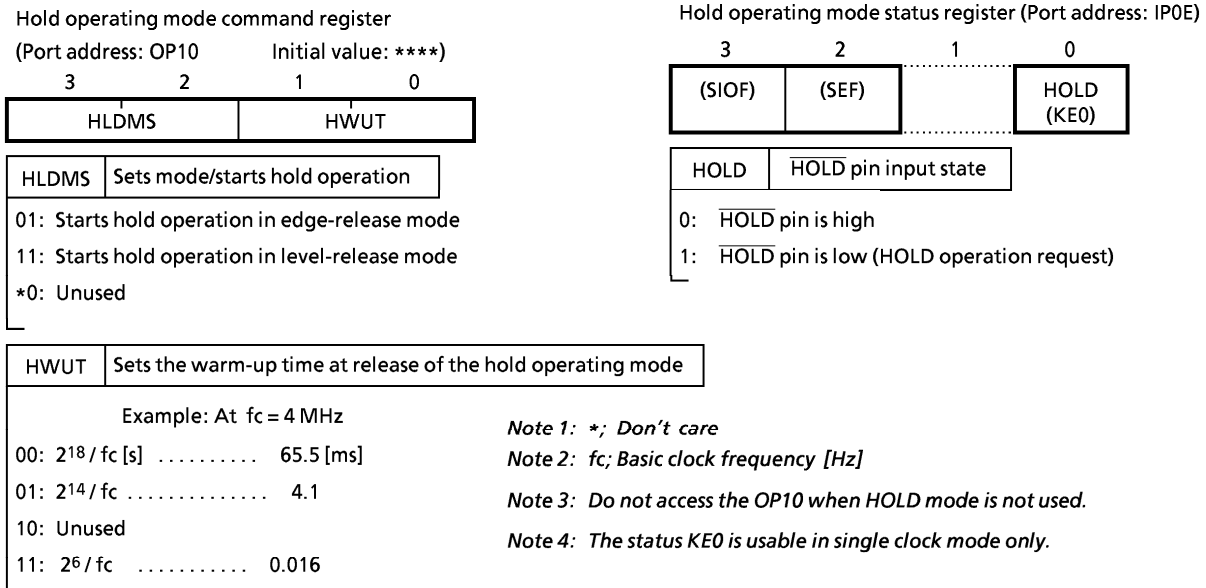 Hold operating mode command register
(Port address: OP10 Initial value: ****)
3 2 1 0
HLDMS HWUT
HLDMS Sets mode/starts hold operation
01: Starts hold operation in edge-release mode
11: Starts hold operation in level-release mode
*0: Unused
Hold operating mode status register (Port address: IP0E)
3 2 1 0
(SIOF) (SEF) HOLD
(KE0)
HOLD HOLD pin input state
0: HOLD pin is high
1: HOLD pin is low (HOLD operation request)
HWUT Sets the warm-up time at release of the hold operating mode
Example: At fc = 4 MHz
00: 2¹⁸ / fc [s] .......... 65.5 [ms]
01: 2¹⁴ / fc .............. 4.1
10: Unused
11: 2⁶ / fc ........... 0.016
Note 1: *; Don't care
Note 2: fc; Basic clock frequency [Hz]
Note 3: Do not access the OP10 when HOLD mode is not used.
Note 4: The status KE0 is usable in single clock mode only.